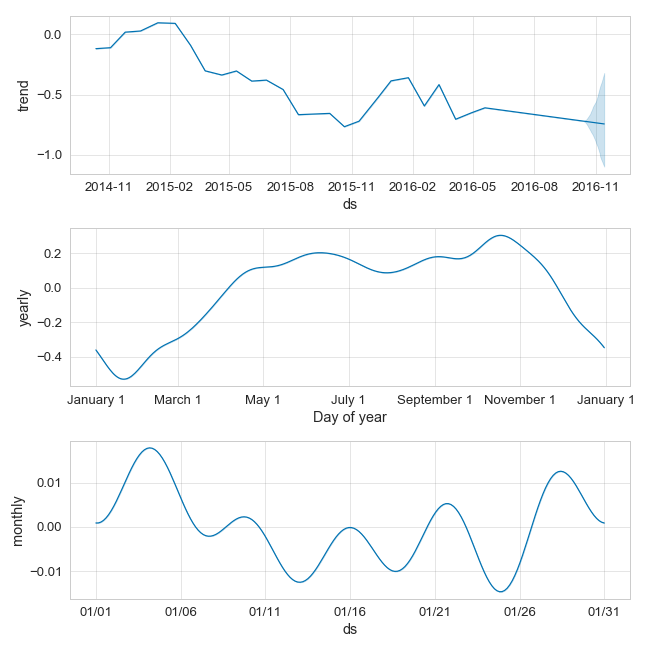 0.0
−0.5
−1.0
trend
2014-11 2015-02 2015-05 2015-08 2015-11 2016-02 2016-05 2016-08 2016-11
ds
0.2
0.0
−0.2
−0.4
yearly
January 1 March 1 May 1 July 1 September 1 November 1 January 1
Day of year
0.01
0.00
−0.01
monthly
01/01 01/06 01/11 01/16 01/21 01/26 01/31
ds